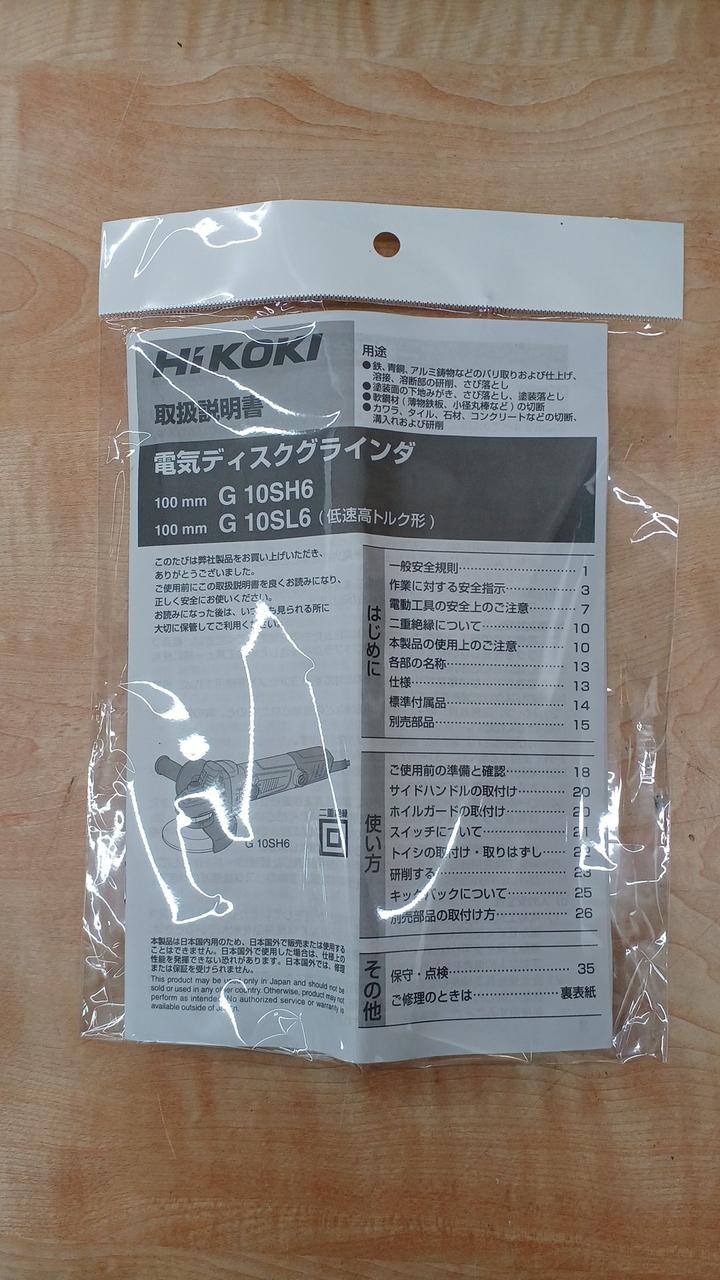 HiKOKI
取扱説明書
用途
●鉄、青銅、アルミ鋳物などのバリ取りおよび仕上げ、
溶接、溶断部の研削、さび落とし
●塗装面の下地みがき、さび落とし、塗装落とし
●軟鋼材(薄物鉄板、小径丸棒など)の切断
●カワラ、タイル、石材、コンクリートなどの切断、
溝入れおよび研削
電気ディスクグラインダ
100 mm G 10SH6
100 mm G 10SL6 (低速高トルク形)
このたびは弊社製品をお買い上げいただき、
ありがとうございました。
ご使用前にこの取扱説明書を良くお読みになり、
正しく安全にお使いください。
お読みになった後は、いつでも見られる所に
大切に保管してご利用ください。
G 10SH6
二重絶縁
本製品は日本国内用のため、日本国外で販売または使用する
ことはできません。日本国外で使用した場合は、仕様上の
性能を発揮できない恐れがあります。日本国外では、修理
または保証を受けられません。
This product may be used only in Japan and should not be
sold or used in any other country. Otherwise, product may not
perform as intended. No authorized service or warranty is
available outside of Japan.
はじめに
一般安全規則 1
作業に対する安全指示 3
電動工具の安全上のご注意 7
二重絶縁について 10
本製品の使用上のご注意 10
各部の名称 13
仕様 13
標準付属品 14
別売部品 15
使い方
ご使用前の準備と確認 18
サイドハンドルの取付け 20
ホイルガードの取付け 20
スイッチについて 21
トイシの取付け・取りはずし 22
研削する 23
キックバックについて 25
別売部品の取付け方 26
その他
保守・点検 35
ご修理のときは 裏表紙